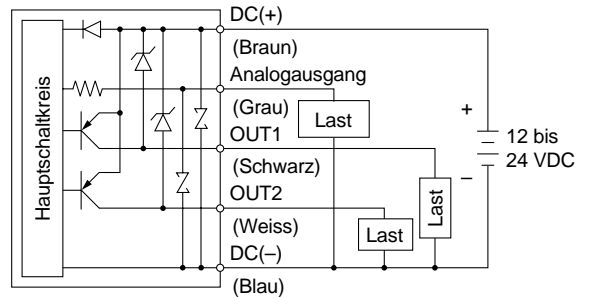 DC(+)
(Braun)
Analogausgang
(Grau)
Last
OUT1
(Schwarz)
OUT2
(Weiss)
Last
Last
DC(–)
(Blau)
Hauptschaltkreis
+
12 bis
24 VDC
–